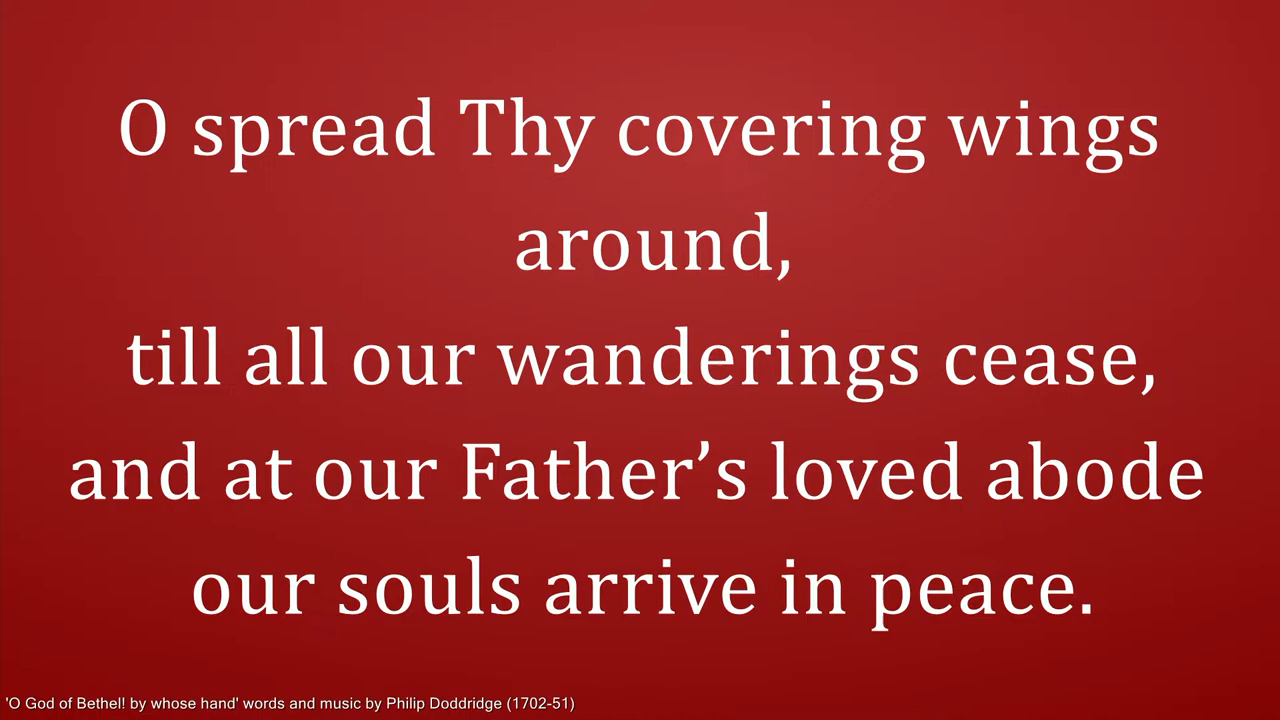 O spread Thy covering wings
around,
till all our wanderings cease,
and at our Father’s loved abode
our souls arrive in peace.
'O God of Bethel! by whose hand' words and music by Philip Doddridge (1702-51)